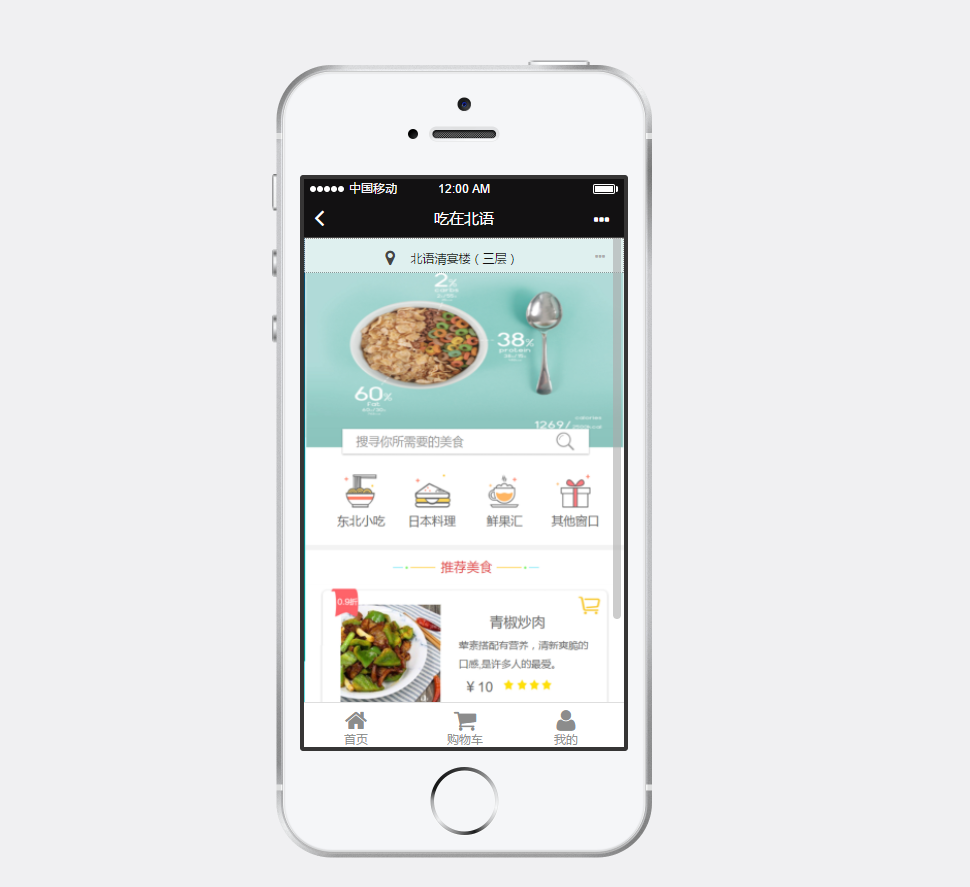 中国移动
12:00 AM
吃在北语
北语清宴楼（三层）
2%
38%
protein
60%
Fat
1269/
搜寻你所需要的美食
东北小吃
日本料理
鲜果汇
其他窗口
推荐美食
0.9折
青椒炒肉
荤素搭配有营养，清新爽脆的
口感,是许多人的最爱。
¥ 10
首页
购物车
我的